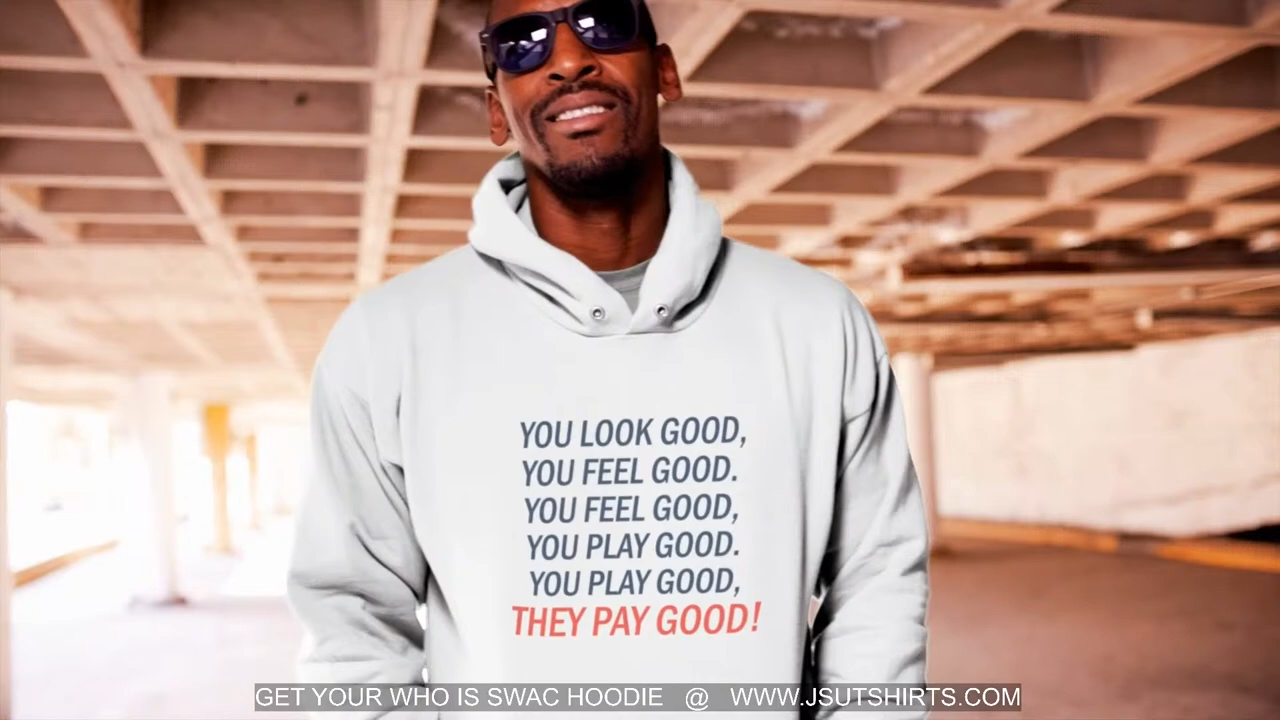 YOU LOOK GOOD,
YOU FEEL GOOD.
YOU FEEL GOOD,
YOU PLAY GOOD.
YOU PLAY GOOD,
THEY PAY GOOD!
GET YOUR WHO IS SWAC HOODIE @ WWW.JSUTSHIRTS.COM